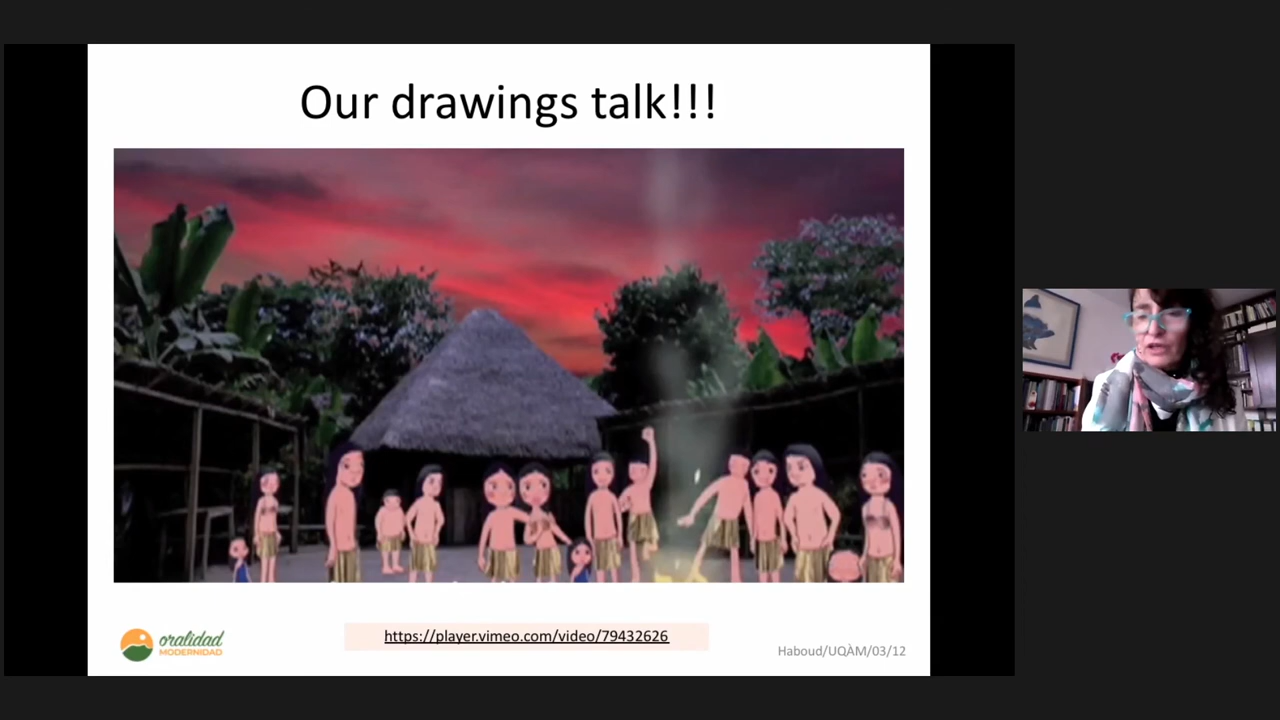 Our drawings talk!!!
oralidad
MODERNIDAD
https://player.vimeo.com/video/79432626
Haboud/UQÀM/03/12